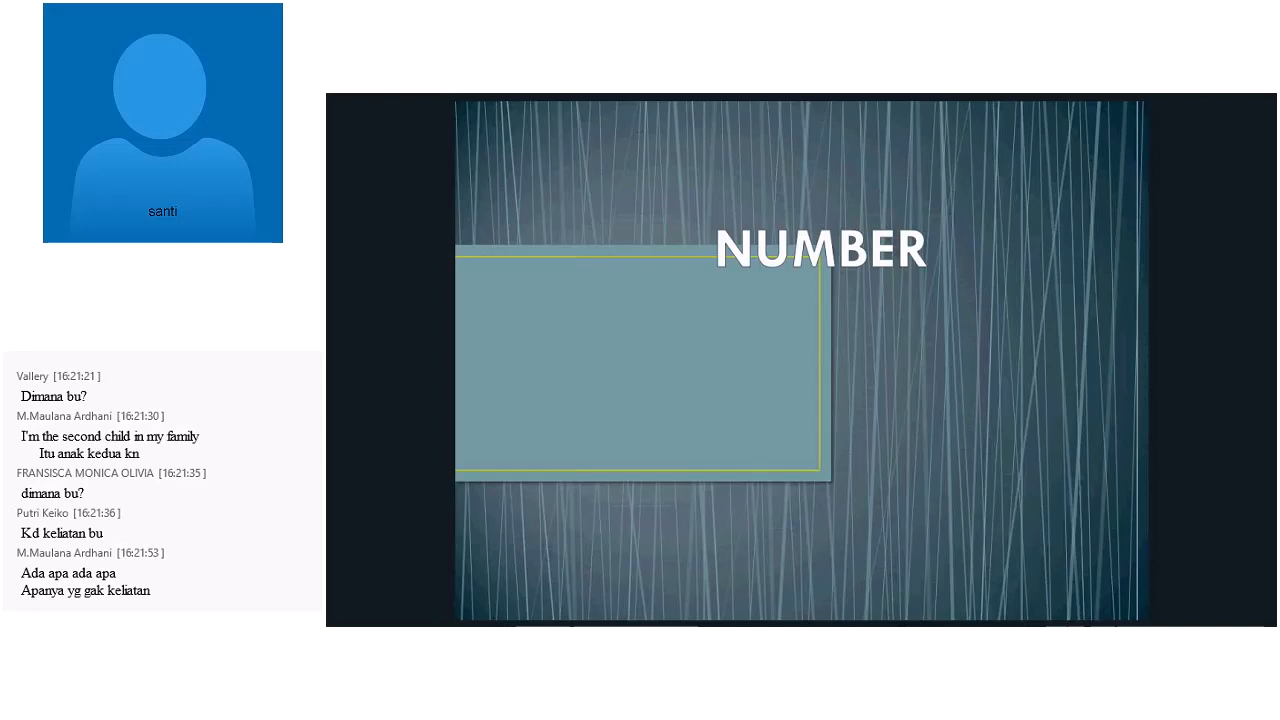 santi
NUMBER
Vallery [16:21:21 ]
Dimana bu?
M.Maulana Ardhani [16:21:30 ]
I'm the second child in my family
Itu anak kedua kn
FRANSISCA MONICA OLIVIA [16:21:35 ]
dimana bu?
Putri Keiko [16:21:36 ]
Kd keliatan bu
M.Maulana Ardhani [16:21:53 ]
Ada apa ada apa
Apanya yg gak keliatan